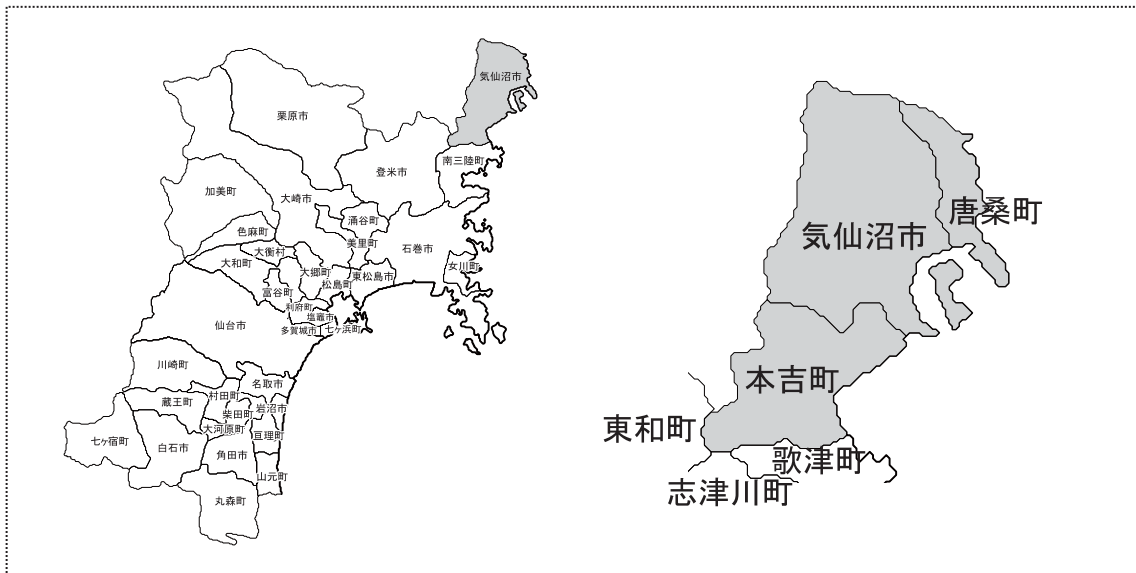 気仙沼市
栗原市
南三陸町
登米市
加美町
大崎市
涌谷町
色麻町
美里町
石巻市
大衡村
大和町
大郷町
東松島市
女川町
松島町
富谷町
利府町
塩竈市
仙台市
多賀城市
七ヶ浜町
川崎町
名取市
村田町
蔵王町
岩沼市
柴田町
大河原町
亘理町
七ヶ宿町
白石市
角田市
山元町
丸森町
唐桑町
気仙沼市
本吉町
東和町
歌津町
志津川町